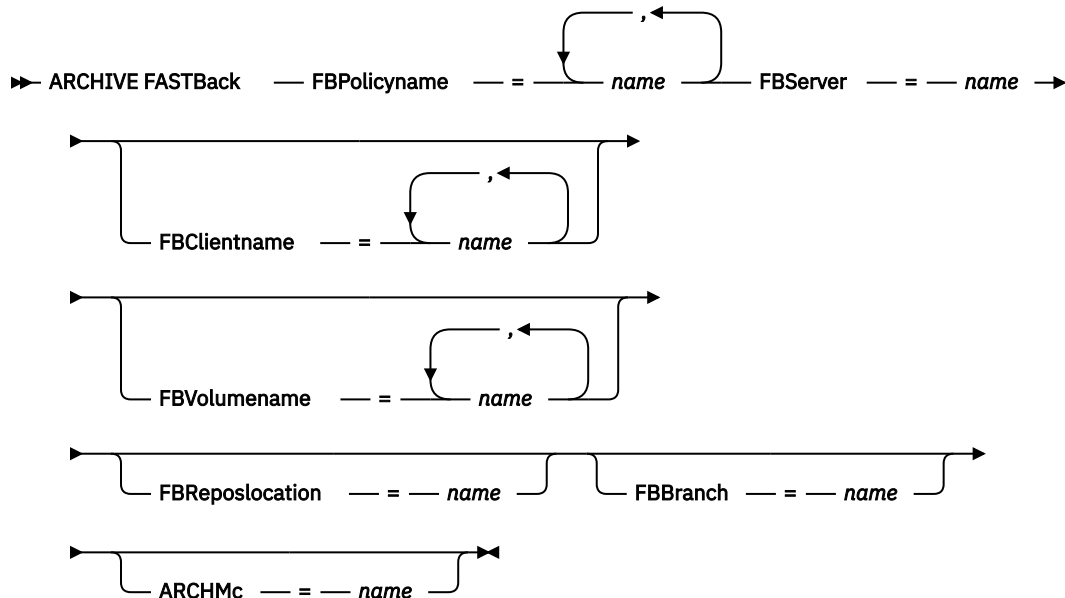 ,
ARCHIVE FASTBack FBPolicyname = name FBServer = name
,
FBClientname = name
,
FBVolumename = name
FBReposlocation = name FBBranch = name
ARCHMc = name